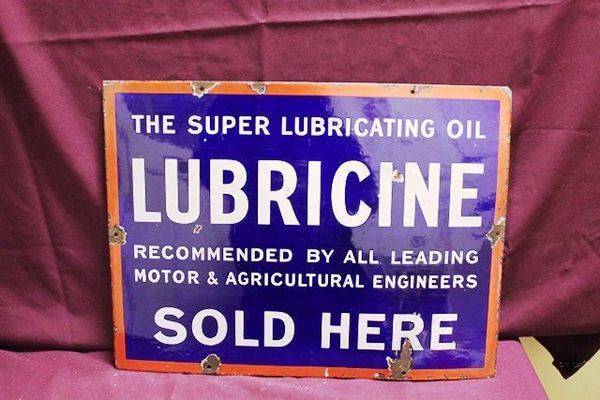 THE SUPER LUBRICATING OIL
LUBRICINE
RECOMMENDED BY ALL LEADING
MOTOR & AGRICULTURAL ENGINEERS
SOLD HERE